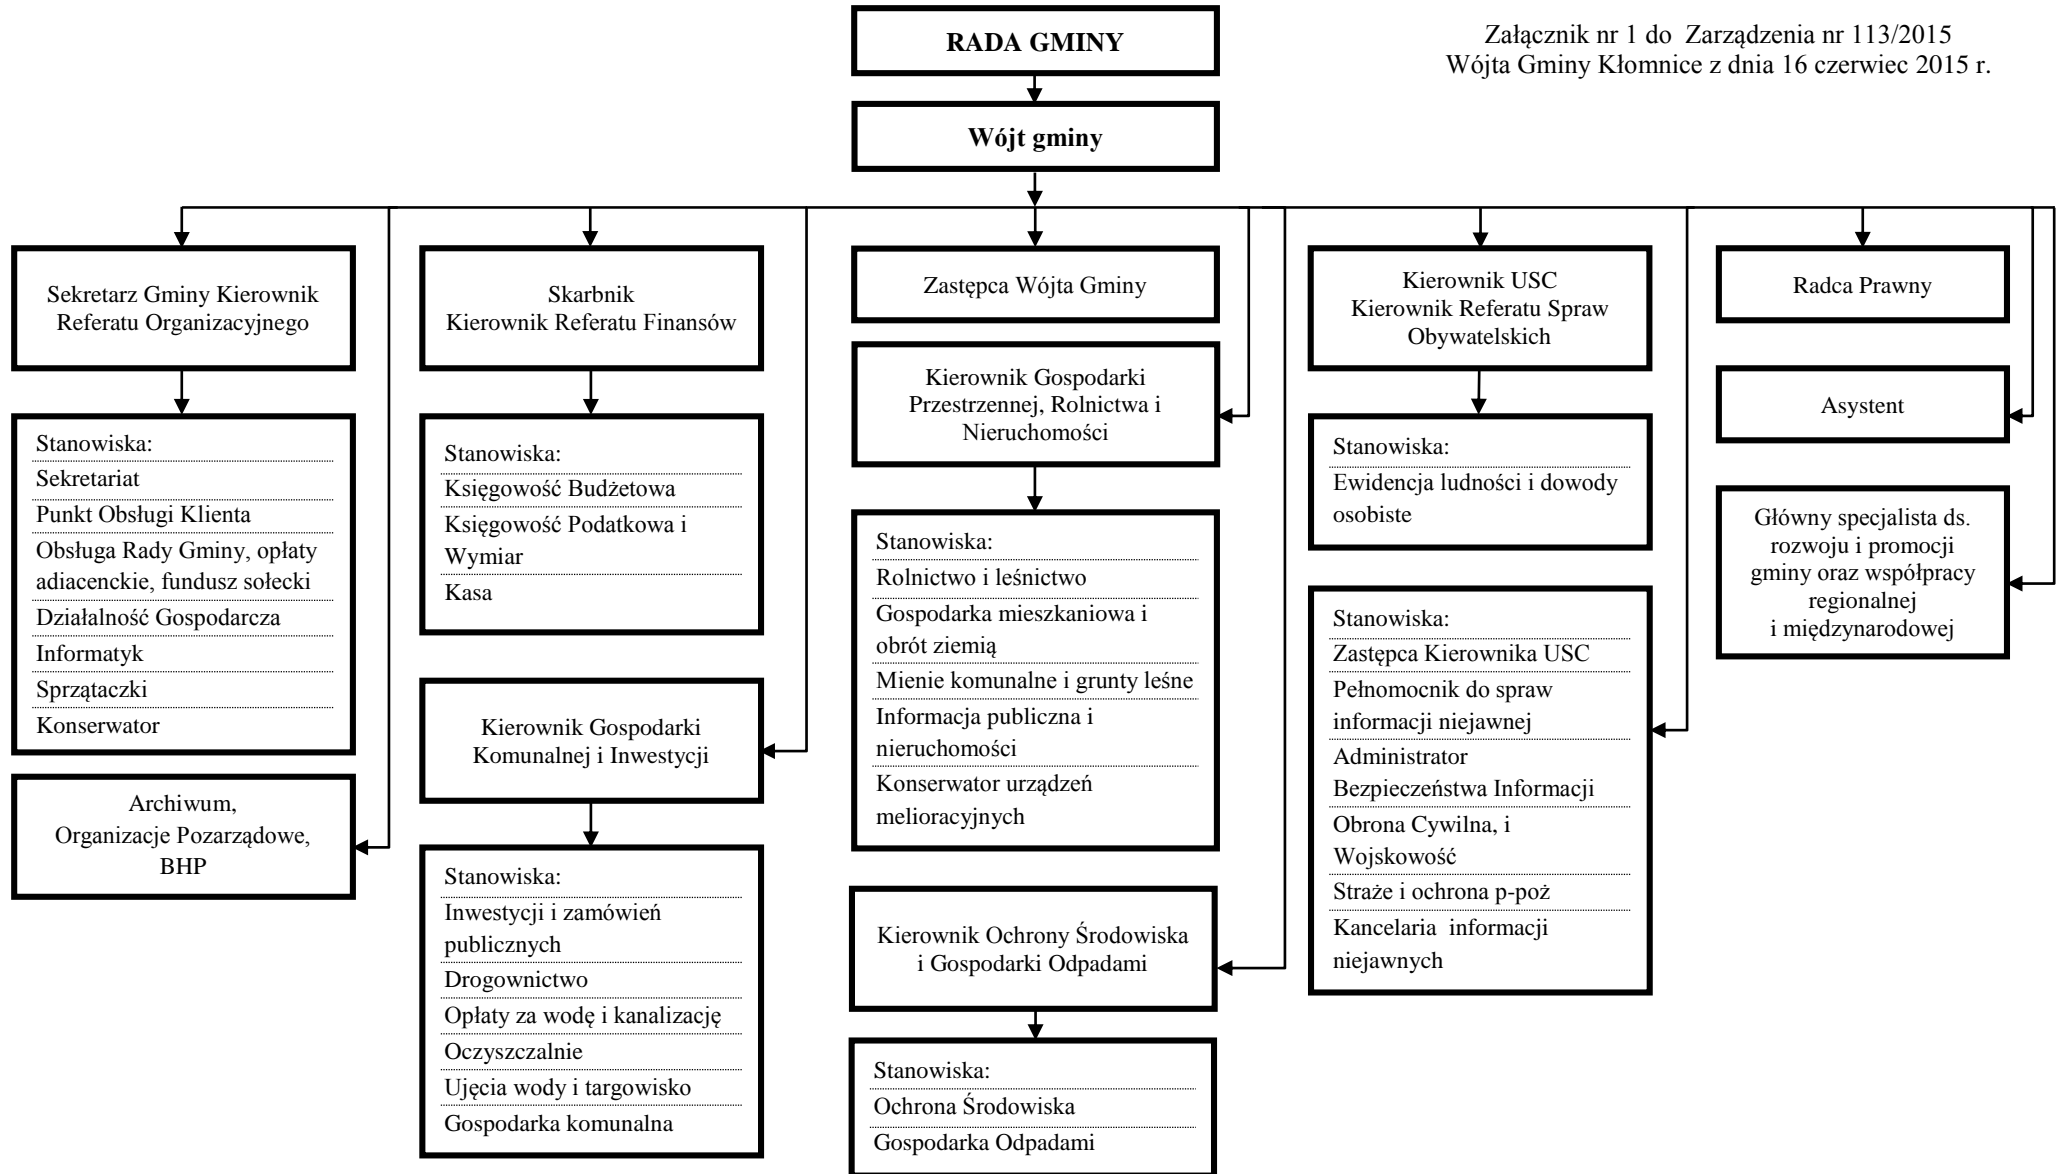 RADA GMINY
Załącznik nr 1 do  Zarządzenia nr 113/2015
Wójta Gminy Kłomnice z dnia 16 czerwiec 2015 r.
Wójt gminy
Sekretarz Gminy Kierownik
Referatu Organizacyjnego
Stanowiska:
Sekretariat
Punkt Obsługi Klienta
Obsługa Rady Gminy, opłaty
adiacenckie, fundusz sołecki
Działalność Gospodarcza
Informatyk
Sprzątaczki
Konserwator
Archiwum,
Organizacje Pozarządowe,
BHP
Skarbnik
Kierownik Referatu Finansów
Stanowiska:
Księgowość Budżetowa
Księgowość Podatkowa i
Wymiar
Kasa
Kierownik Gospodarki
Komunalnej i Inwestycji
Stanowiska:
Inwestycji i zamówień
publicznych
Drogownictwo
Opłaty za wodę i kanalizację
Oczyszczalnie
Ujęcia wody i targowisko
Gospodarka komunalna
Zastępca Wójta Gminy
Kierownik Gospodarki
Przestrzennej, Rolnictwa i
Nieruchomości
Stanowiska:
Rolnictwo i leśnictwo
Gospodarka mieszkaniowa i
obrót ziemią
Mienie komunalne i grunty leśne
Informacja publiczna i
nieruchomości
Konserwator urządzeń
melioracyjnych
Kierownik Ochrony Środowiska
i Gospodarki Odpadami
Stanowiska:
Ochrona Środowiska
Gospodarka Odpadami
Kierownik USC
Kierownik Referatu Spraw
Obywatelskich
Stanowiska:
Ewidencja ludności i dowody
osobiste
Stanowiska:
Zastępca Kierownika USC
Pełnomocnik do spraw
informacji niejawnej
Administrator
Bezpieczeństwa Informacji
Obrona Cywilna, i
Wojskowość
Straże i ochrona p-poż
Kancelaria  informacji
niejawnych
Radca Prawny
Asystent
Główny specjalista ds.
rozwoju i promocji
gminy oraz współpracy
regionalnej
i międzynarodowej